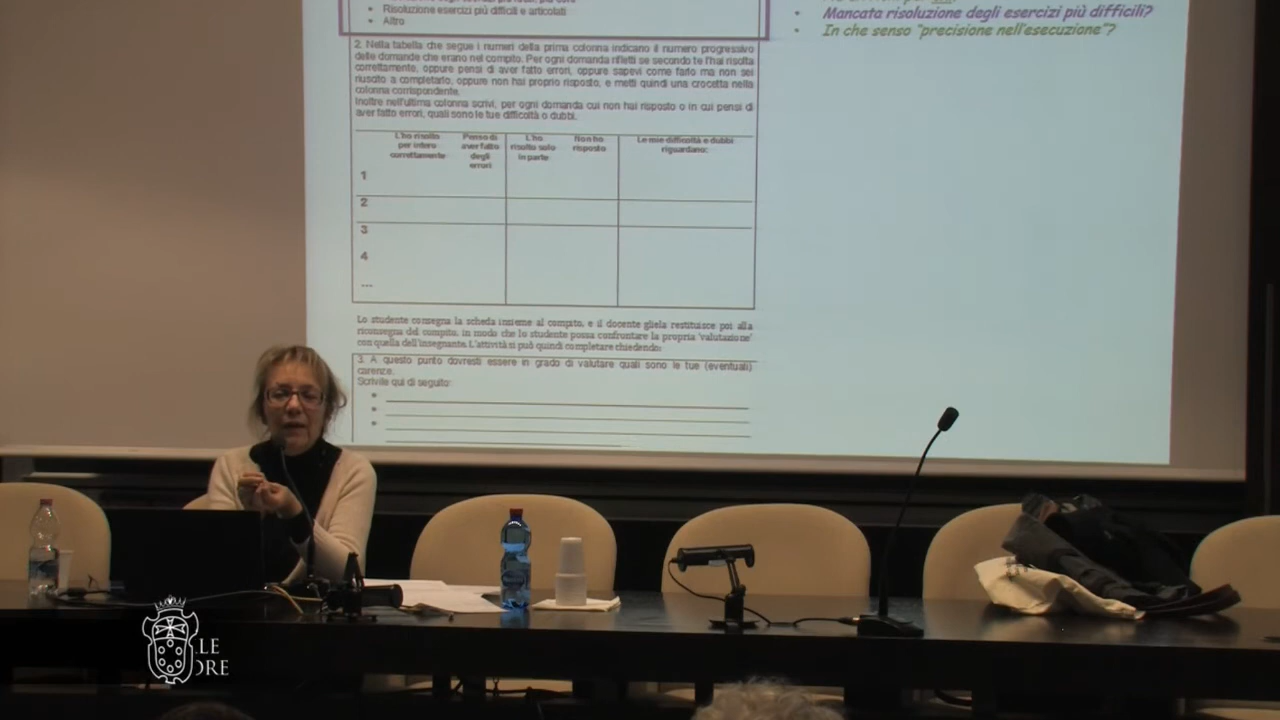 Risoluzione esercizi più difficili e articolati
Altro
2. Nella tabella che segue i numeri della prima colonna indicano il numero progressivo
delle domande che erano nel compito. Per ogni domanda rifletti se secondo te l'hai risolta
correttamente, oppure pensi di aver fatto errori, oppure sapevi come farlo ma non sei
riuscito a completarlo, oppure non hai proprio risposto, e metti quindi una crocetta nella
colonna corrispondente.
Inoltre nell'ultima colonna scrivi, per ogni domanda cui non hai risposto o in cui pensi di
aver fatto errori, quali sono le tue difficoltà o dubbi.
L'ho risolto per intero correttamente
Penso di aver fatto degli errori
L'ho risolto solo in parte
Non ho risposto
Le mie difficoltà e dubbi riguardano:
1
2
3
4
...
Lo studente consegna la scheda insieme al compito, e il docente gliela restituisce poi alla
riconsegna del compito, in modo che lo studente possa confrontare la propria 'valutazione'
con quella dell'insegnante. L'attività si può quindi completare chiedendo:
3. A questo punto dovresti essere in grado di valutare quali sono le tue (eventuali)
carenze.
Scrivile qui di seguito:
Mancata risoluzione degli esercizi più difficili?
In che senso "precisione nell'esecuzione"?
LE
ORE